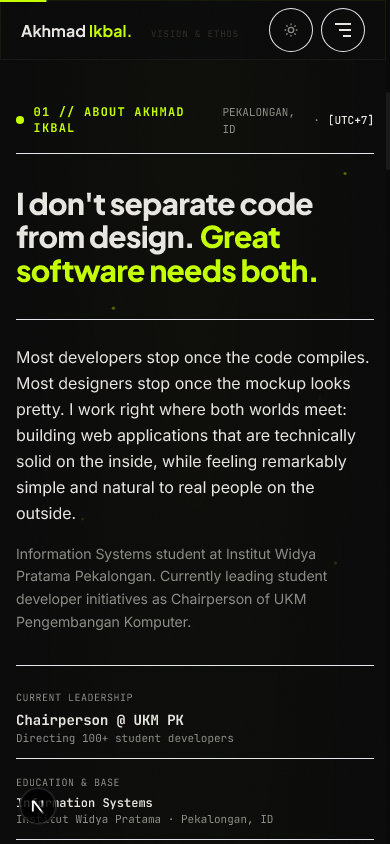 Akhmad Ikbal.
VISION & ETHOS
01 // ABOUT AKHMAD
IKBAL
PEKALONGAN,
ID
· [UTC+7]
I don't separate code
from design. Great
software needs both.
Most developers stop once the code compiles.
Most designers stop once the mockup looks
pretty. I work right where both worlds meet:
building web applications that are technically
solid on the inside, while feeling remarkably
simple and natural to real people on the
outside.
Information Systems student at Institut Widya
Pratama Pekalongan. Currently leading student
developer initiatives as Chairperson of UKM
Pengembangan Komputer.
CURRENT LEADERSHIP
Chairperson @ UKM PK
Directing 100+ student developers
EDUCATION & BASE
Information Systems
Institut Widya Pratama · Pekalongan, ID